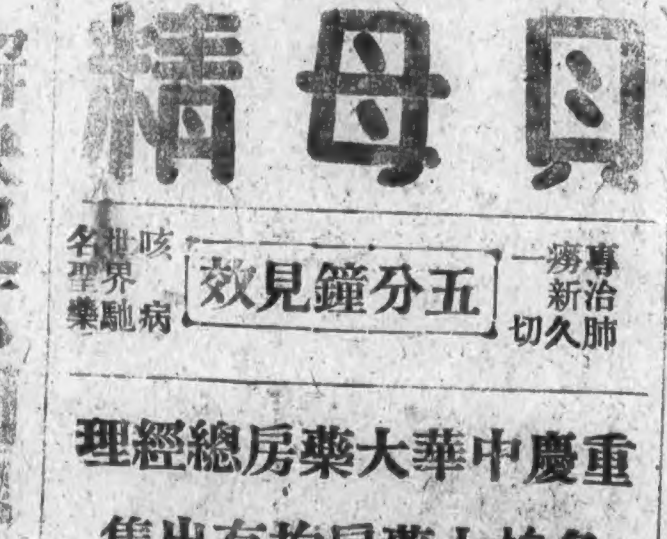 貝母精
專治肺
癆新久
一切
五分鐘見效
咳病
世界馳
名聖藥
重慶中華大藥房總經理